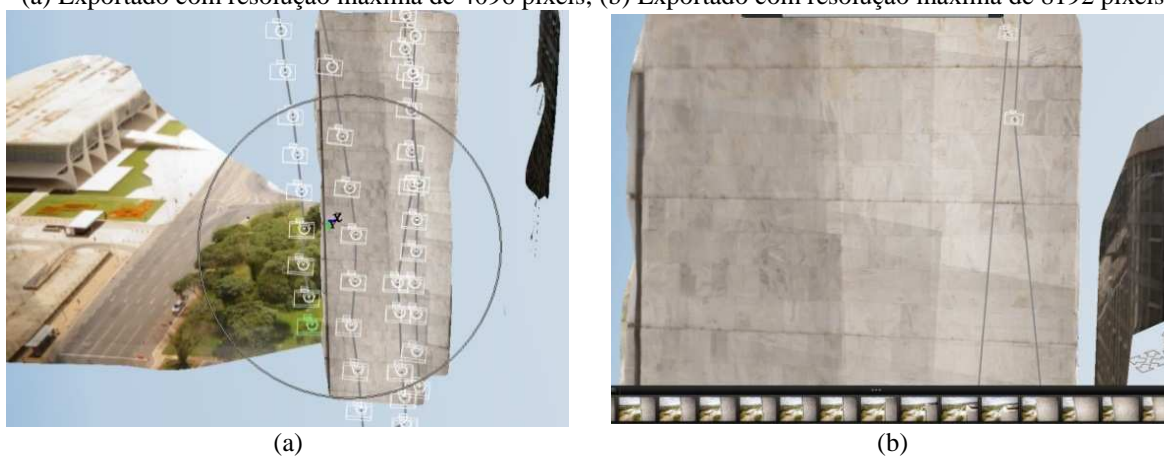 (a) Exportado com resolução máxima de 4096 pixels; (b) Exportado com resolução máxima de 8192 pixels
(a)
(b)